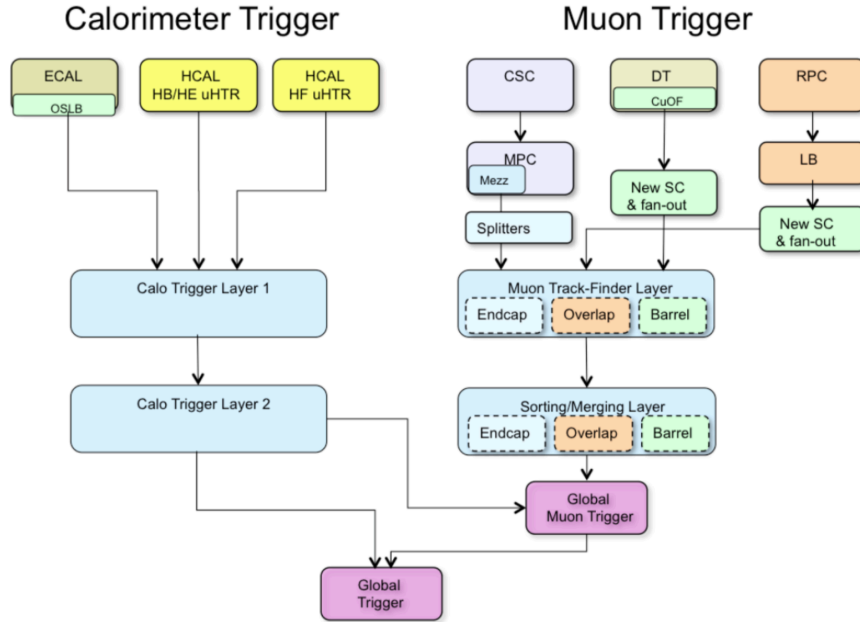 Calorimeter Trigger
Muon Trigger
ECAL
OSLB
HCAL
HB/HE uHTR
HCAL
HF uHTR
CSC
DT
CuOF
RPC
MPC
Mezz
LB
New SC
& fan-out
Splitters
New SC
& fan-out
Calo Trigger Layer 1
Muon Track-Finder Layer
Endcap
Overlap
Barrel
Calo Trigger Layer 2
Sorting/Merging Layer
Endcap
Overlap
Barrel
Global
Muon Trigger
Global
Trigger